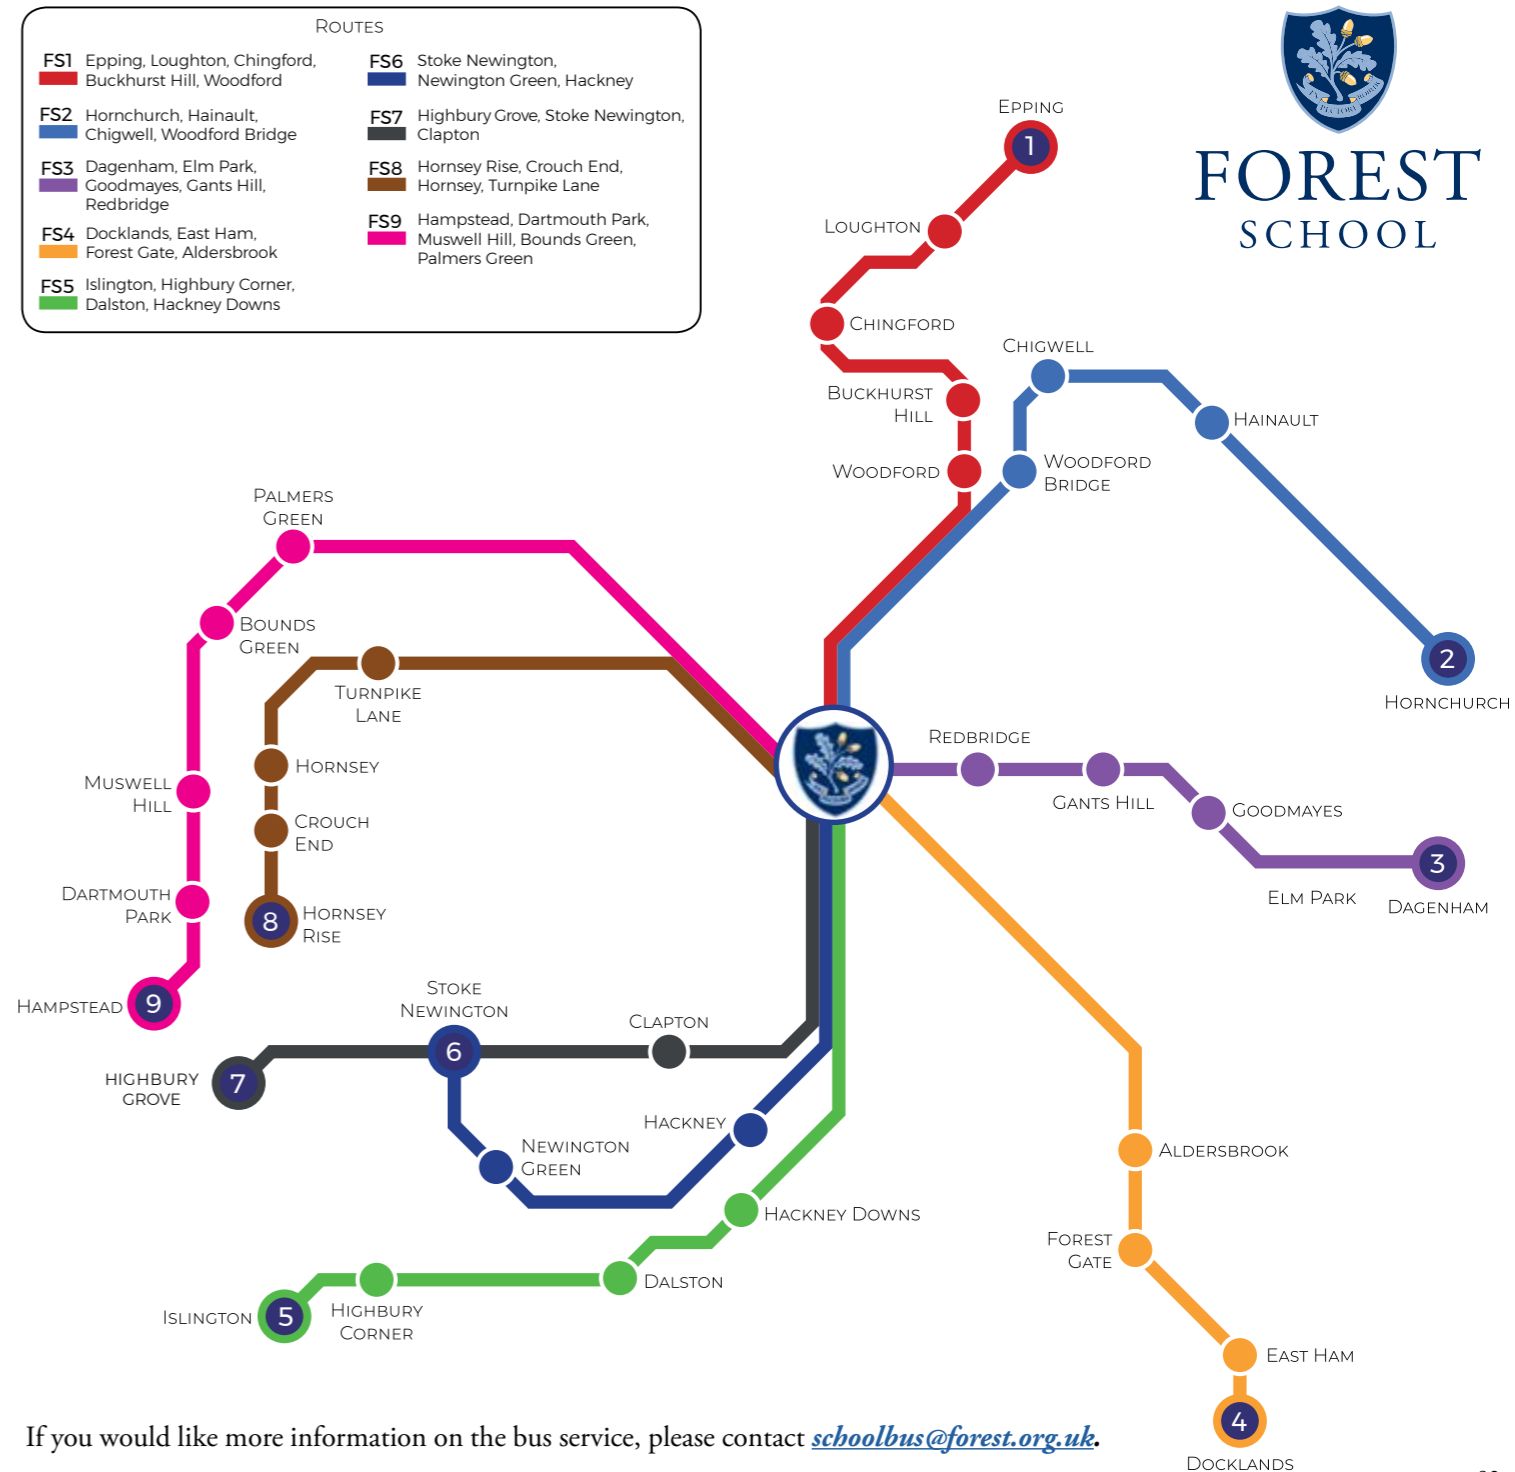 ROUTES
FS1 Epping, Loughton, Chingford,
Buckhurst Hill, Woodford
FS2 Hornchurch, Hainault,
Chigwell, Woodford Bridge
FS3 Dagenham, Elm Park,
Goodmayes, Gants Hill,
Redbridge
FS4 Docklands, East Ham,
Forest Gate, Aldersbrook
FS5 Islington, Highbury Corner,
Dalston, Hackney Downs
FS6 Stoke Newington,
Newington Green, Hackney
FS7 Highbury Grove, Stoke Newington,
Clapton
FS8 Hornsey Rise, Crouch End,
Hornsey, Turnpike Lane
FS9 Hampstead, Dartmouth Park,
Muswell Hill, Bounds Green,
Palmers Green
FOREST
SCHOOL
EPPING
1
LOUGHTON
CHINGFORD
CHIGWELL
BUCKHURST
HILL
HAINAULT
WOODFORD
WOODFORD
BRIDGE
PALMERS
GREEN
BOUNDS
GREEN
2
HORNCHURCH
TURNPIKE
LANE
REDBRIDGE
HORNSEY
MUSWELL
HILL
GANTS HILL
GOODMAYES
CROUCH
END
3
ELM PARK
DAGENHAM
DARTMOUTH
PARK
8
HORNSEY
RISE
HAMPSTEAD
9
STOKE
NEWINGTON
6
CLAPTON
HIGHBURY
GROVE
7
HACKNEY
NEWINGTON
GREEN
ALDERSBROOK
HACKNEY DOWNS
FOREST
GATE
DALSTON
ISLINGTON
5
HIGHBURY
CORNER
EAST HAM
4
DOCKLANDS
If you would like more information on the bus service, please contact schoolbus@forest.org.uk.